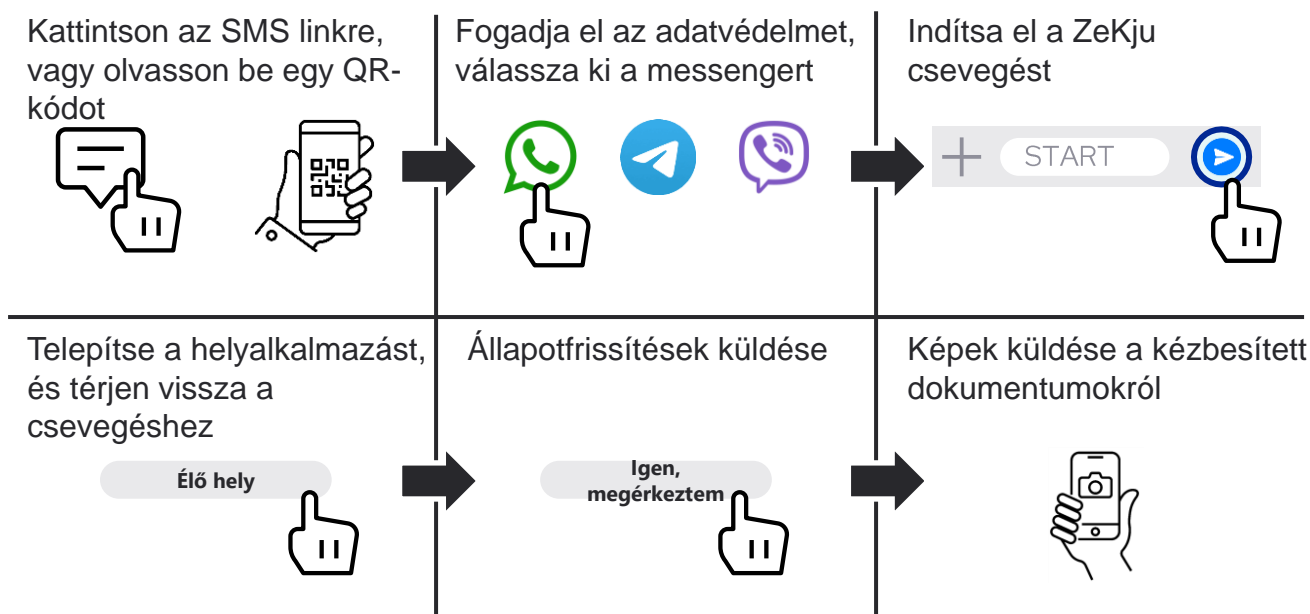 Kattintson az SMS linkre,
vagy olvasson be egy QR-
kódot
Fogadja el az adatvédelmet,
válassza ki a messengert
Indítsa el a ZeKju
csevegést
START
Telepítse a helyalkalmazást,
és térjen vissza a
csevegéshez
Élő hely
Állapotfrissítések küldése
Igen,
megérkeztem
Képek küldése a kézbesített
dokumentumokról